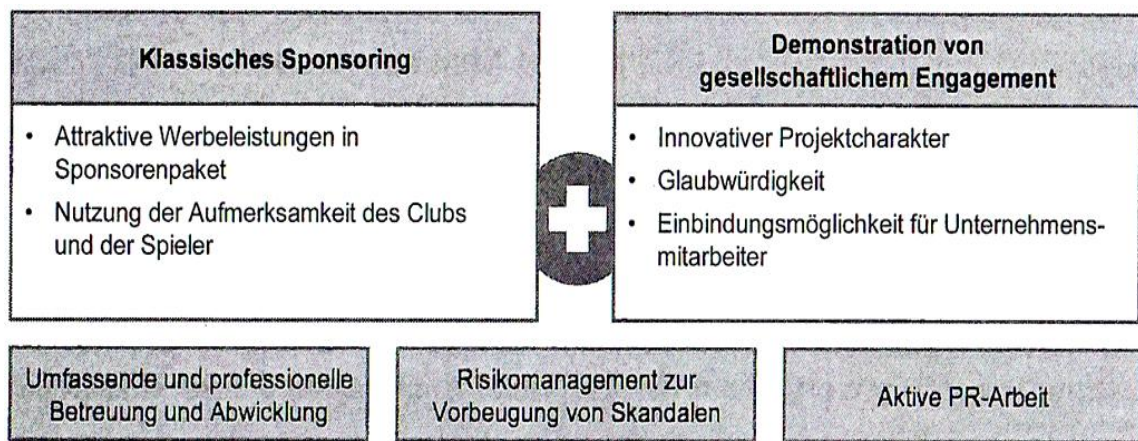 Klassisches Sponsoring
• Attraktive Werbeleistungen in
Sponsorenpaket
• Nutzung der Aufmerksamkeit des Clubs
und der Spieler
Demonstration von
gesellschaftlichem Engagement
• Innovativer Projektcharakter
• Glaubwürdigkeit
• Einbindungsmöglichkeit für Unternehmens-
mitarbeiter
Umfassende und professionelle
Betreuung und Abwicklung
Risikomanagement zur
Vorbeugung von Skandalen
Aktive PR-Arbeit